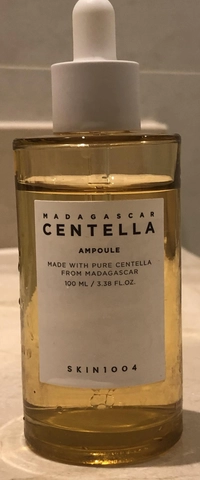 MADAGASCAR
CENTELLA
AMPOULE
MADE WITH PURE CENTELLA
FROM MADAGASCAR
100 ML / 3.38 FL.OZ.
SKIN1004